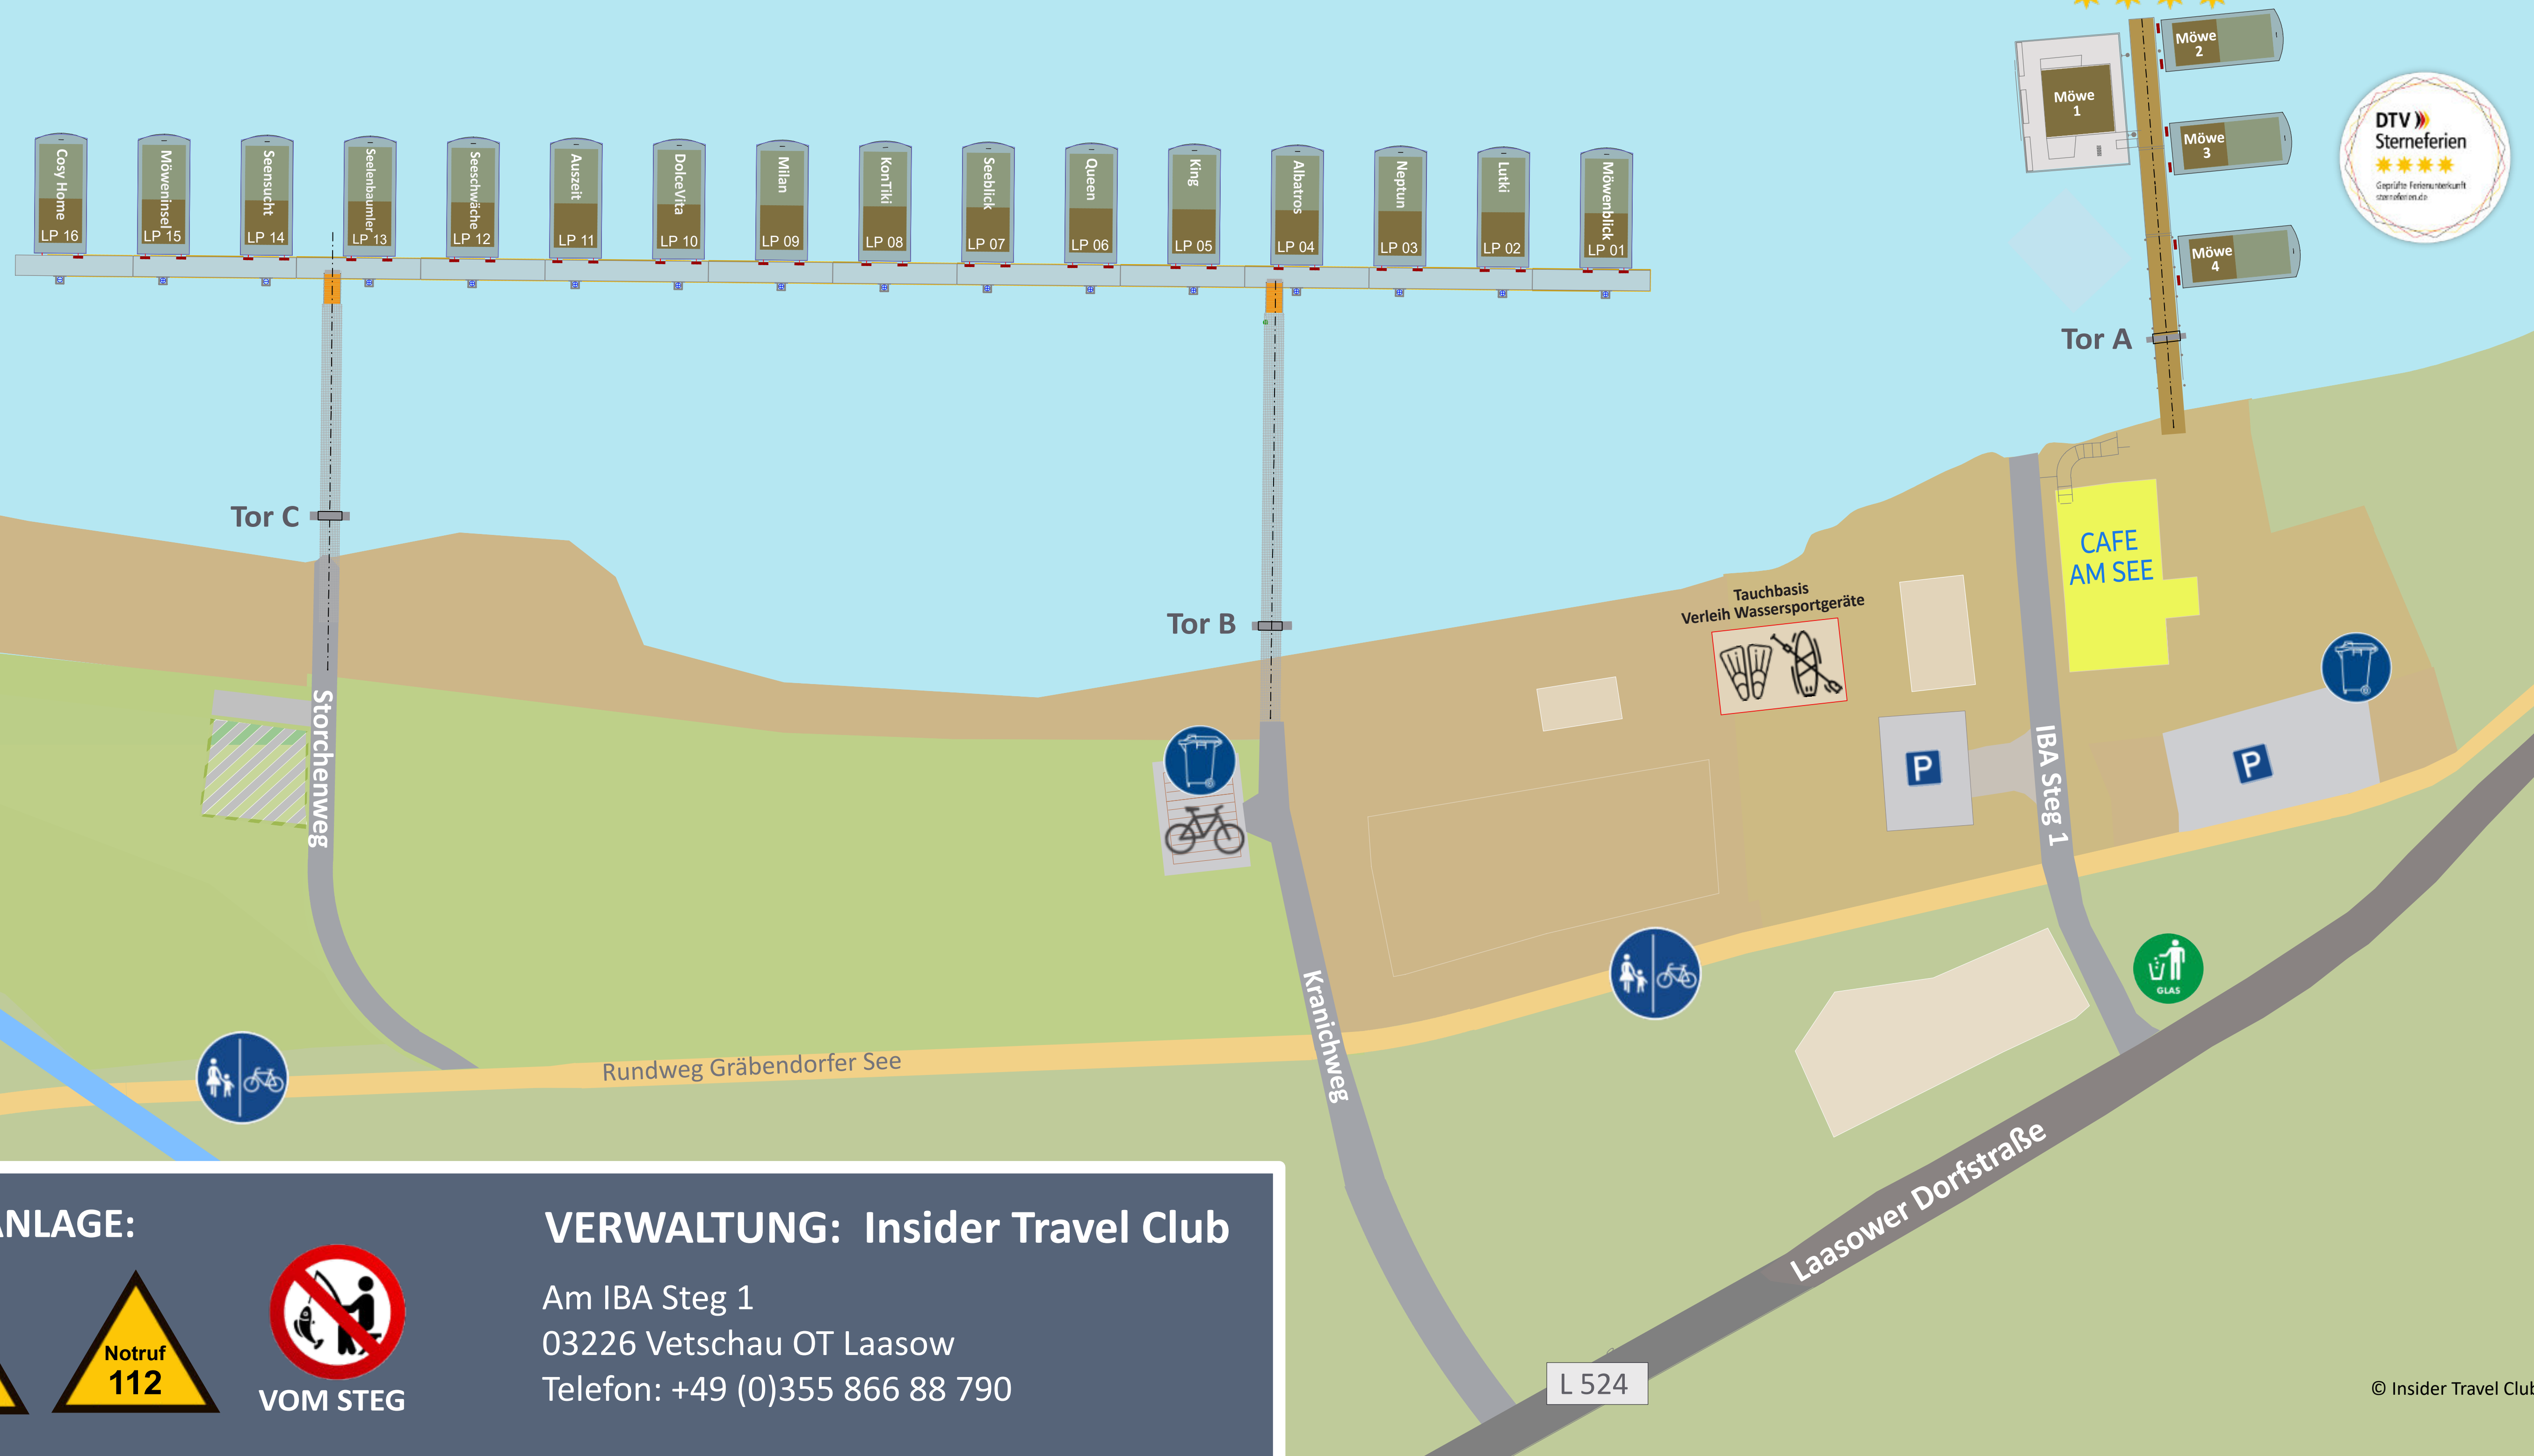 Möwe
2
Möwe
1
Möwe
3
Möwe
4
DTV
Sterneferien
Geprüfte Ferienunterkunft
sterneferien.de
Cosy Home
LP 16
Möweninsel
LP 15
Seensucht
LP 14
Seelenbaumler
LP 13
Seeschwäche
LP 12
Auszeit
LP 11
DolceVita
LP 10
Milan
LP 09
KonTiki
LP 08
Seeblick
LP 07
Queen
LP 06
King
LP 05
Albatros
LP 04
Neptun
LP 03
Lutki
LP 02
Möwenblick
LP 01
Tor A
Tor C
Tor B
CAFE
AM SEE
Tauchbasis
Verleih Wassersportgeräte
Storchenweg
IBA Steg 1
P
P
Kranichweg
GLAS
Rundweg Gräbendorfer See
Laasower Dorfstraße
L 524
NLAGE:
Notruf
112
VOM STEG
VERWALTUNG: Insider Travel Club
Am IBA Steg 1
03226 Vetschau OT Laasow
Telefon: +49 (0)355 866 88 790
© Insider Travel Club